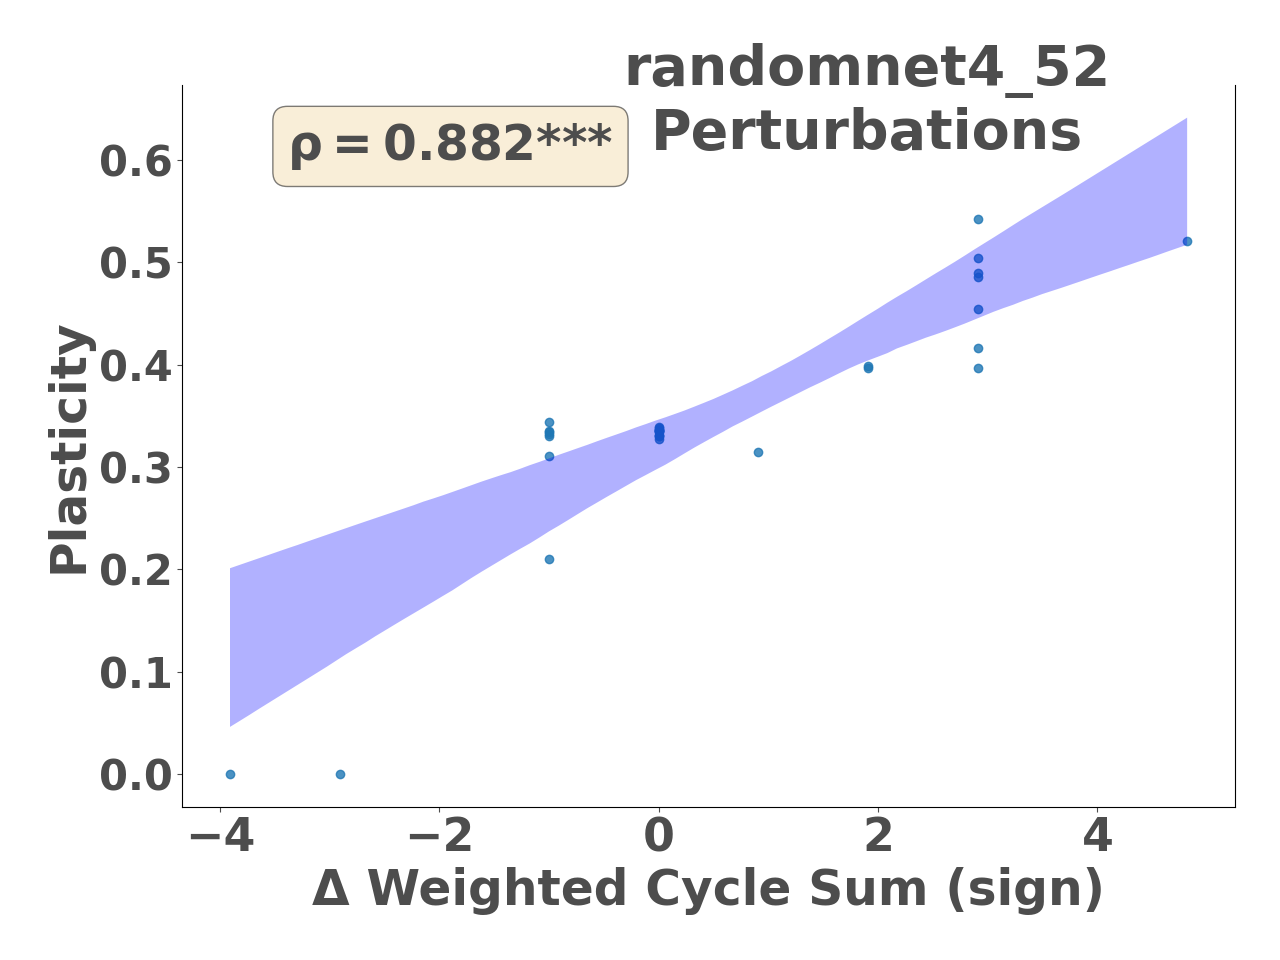 randomnet4_52
Perturbations
ρ = 0.882***
Plasticity
0.6
0.5
0.4
0.3
0.2
0.1
0.0
−4 −2 0 2 4
Δ Weighted Cycle Sum (sign)